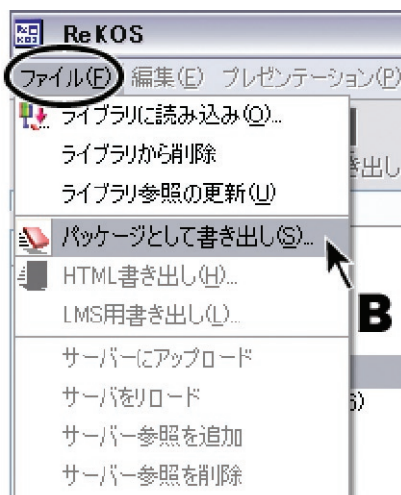 ReKOS
ファイル(F) 編集(E) プレゼンテーション(P)
ライブラリに読み込み(O)...
ライブラリから削除
き出し
ライブラリ参照の更新(U)
パッケージとして書き出し(S)...
HTML書き出し(H)...
LMS用書き出し(L)...
B
サーバーにアップロード
サーバをリロード
6)
サーバー参照を追加
サーバー参照を削除